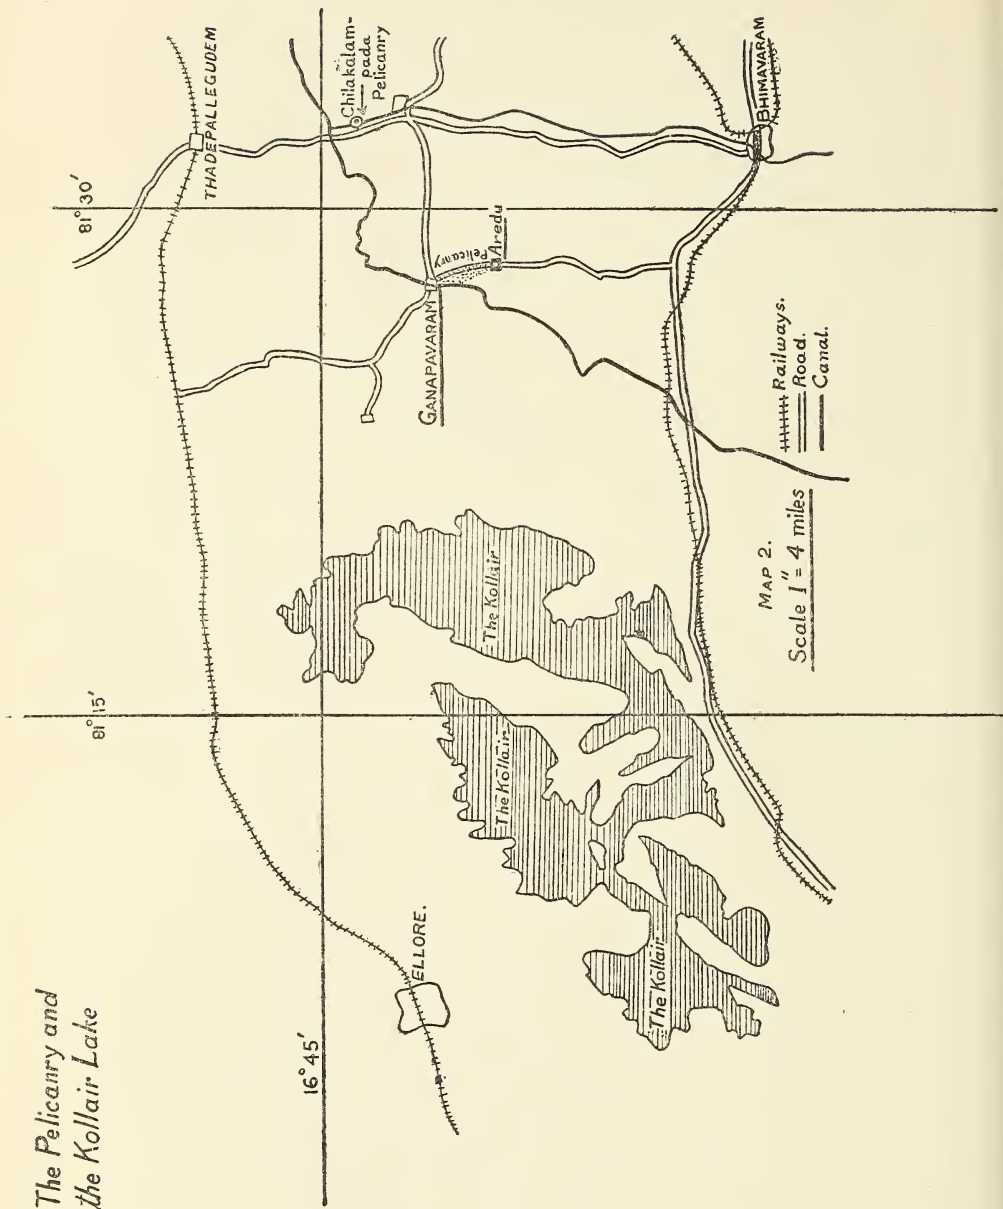 The Pelicanry and
the Kollair Lake
81° 15′
81° 30′
16° 45′
THADEPALLEGUDEM
Chilakalam-
pada
Pelicanry
BHIMAVARAM
Pelicanry
Aredu
GANAPAVARAM
The Kollair
The Kollair
The Kollair
ELLORE.
MAP 2.
Scale 1" = 4 miles
Railways.
Road.
Canal.